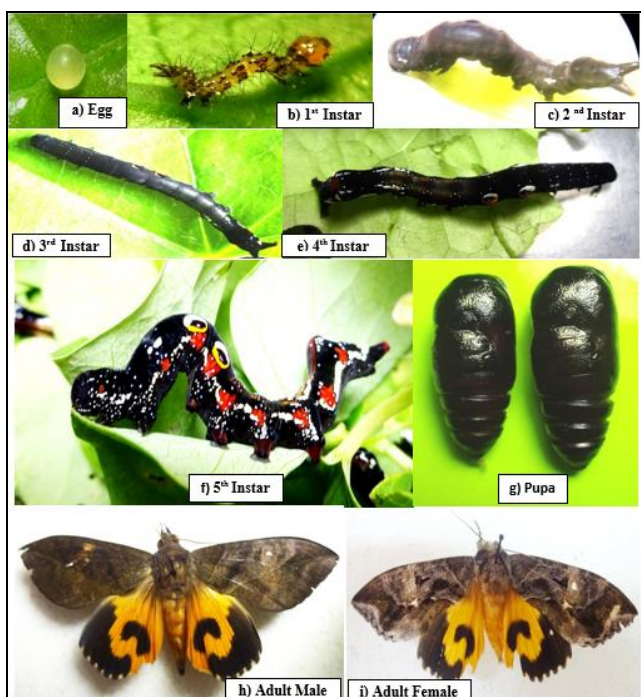 a) Egg
b) 1st Instar
c) 2 nd Instar
d) 3rd Instar
e) 4th Instar
f) 5th Instar
g) Pupa
h) Adult Male
i) Adult Female